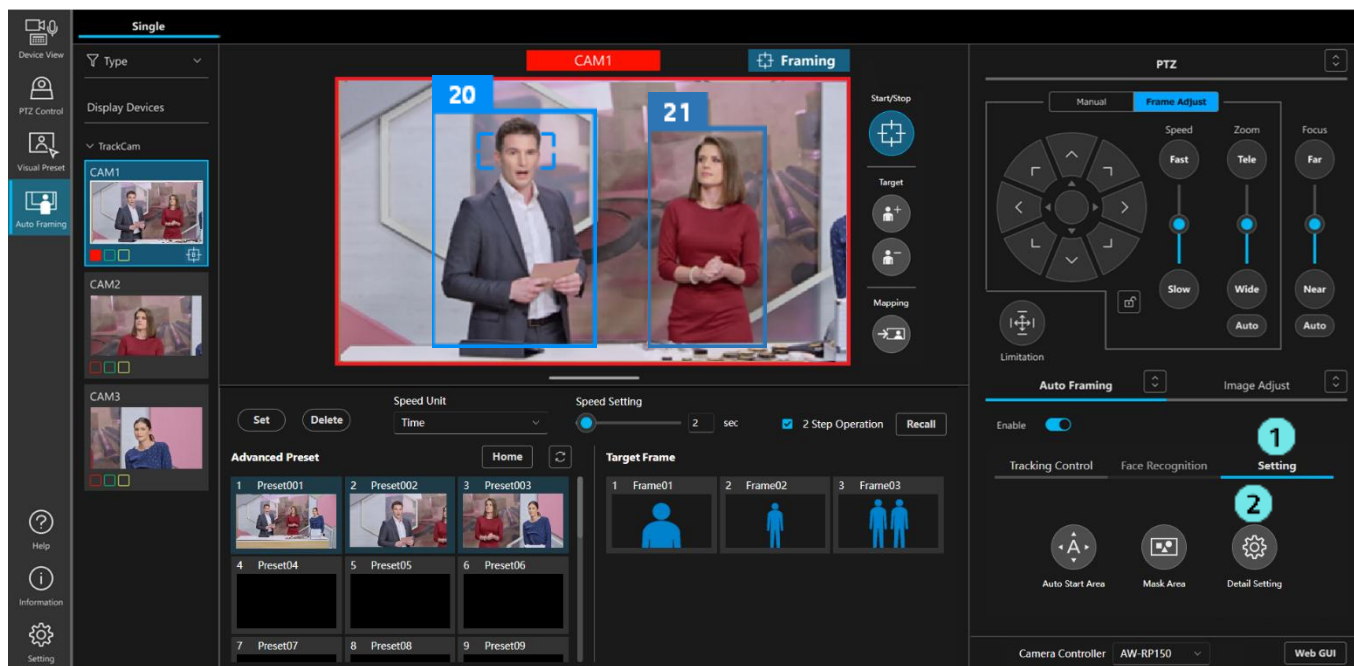 Single
Device View
PTZ Control
Visual Preset
Auto Framing
Help
Information
Setting
Type
Display Devices
TrackCam
CAM1
CAM2
CAM3
CAM1
Framing
20
21
Start/Stop
Target
Mapping
Set
Delete
Speed Unit
Time
Speed Setting
2 sec
2 Step Operation
Recall
Advanced Preset
Home
1 Preset001
2 Preset002
3 Preset003
4 Preset04
5 Preset05
6 Preset06
7 Preset07
8 Preset08
9 Preset09
Target Frame
1 Frame01
2 Frame02
3 Frame03
PTZ
Manual
Frame Adjust
Speed
Zoom
Focus
Fast
Tele
Far
Slow
Wide
Near
Auto
Auto
Limitation
Auto Framing
Image Adjust
Enable
1
Tracking Control
Face Recognition
Setting
2
A
Auto Start Area
Mask Area
Detail Setting
Camera Controller
AW-RP150
Web GUI